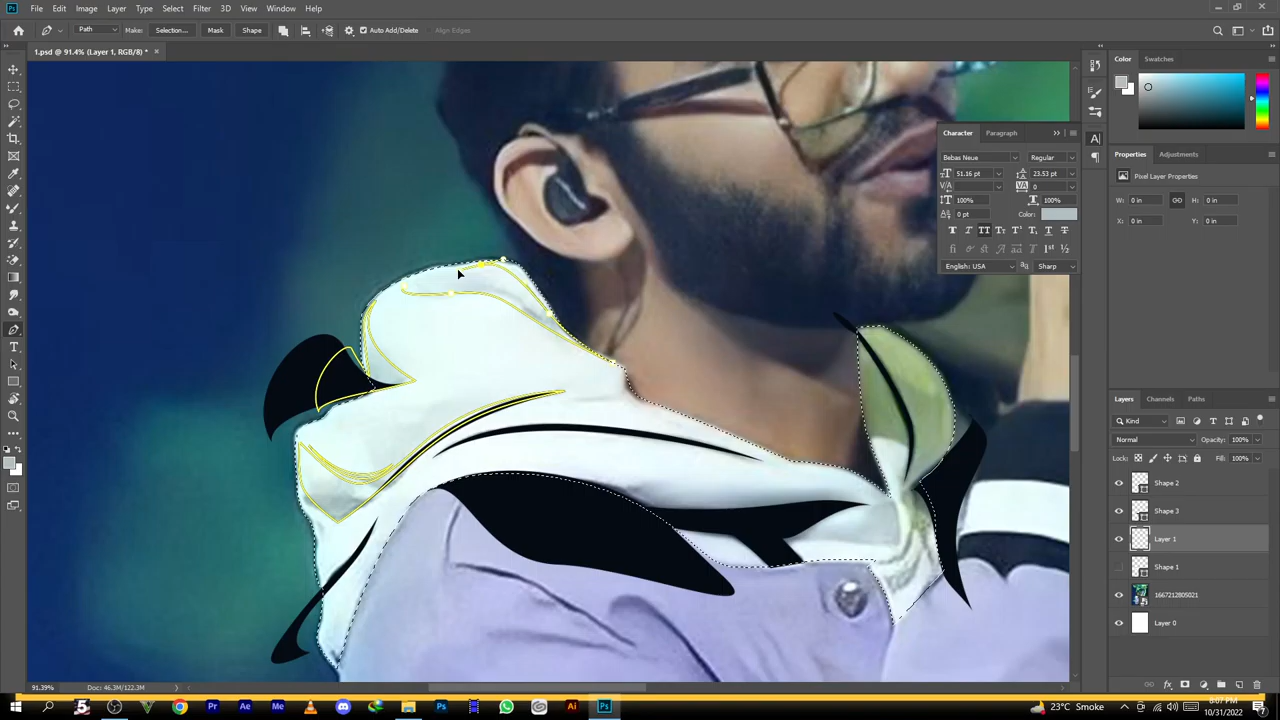 File Edit Image Layer Type Select Filter 3D View Window Help
Path Make: Selection... Mask Shape Auto Add/Delete Align Edges
1.psd @ 91.4% (Layer 1, RGB/8) *
Color Swatches
Character Paragraph
Bebas Neue Regular
51.16 pt 23.53 pt
0
100% 100%
0 pt Color:
English: USA Sharp
Properties Adjustments
Pixel Layer Properties
W: 0 in H: 0 in
X: 0 in Y: 0 in
Layers Channels Paths
Kind
Normal Opacity: 100%
Lock: Fill: 100%
Shape 2
Shape 3
Layer 1
Shape 1
1667212805021
Layer 0
91.39% Doc: 46.3M/122.3M
23°C Smoke 8:07 PM
10/31/2022